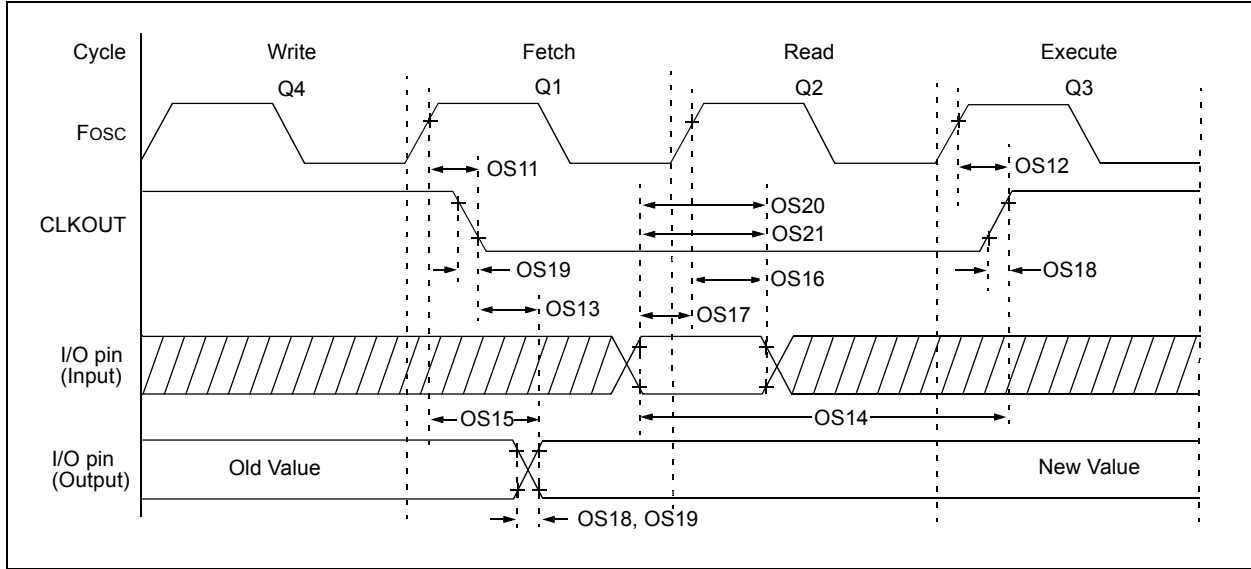 Cycle Write Fetch Read Execute
Q4 Q1 Q2 Q3
FOSC
OS11 OS12
OS20
CLKOUT
OS21
OS19 OS16 OS18
OS13 OS17
I/O pin
(Input)
OS15 OS14
I/O pin
(Output)
Old Value New Value
OS18, OS19